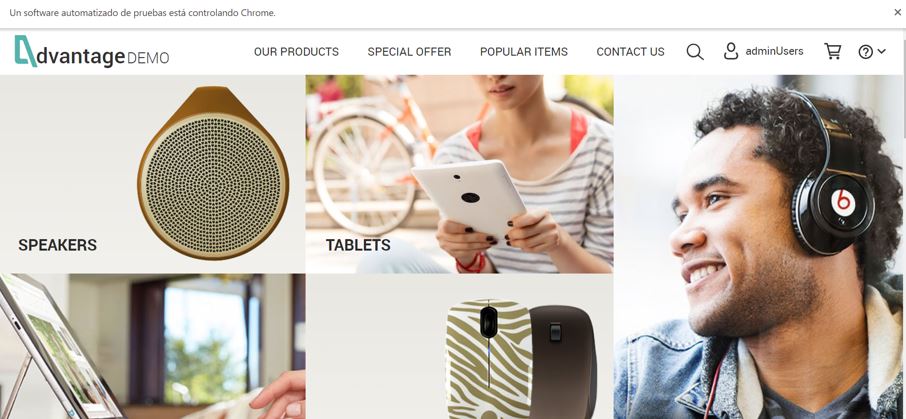 Un software automatizado de pruebas está controlando Chrome.
dvantage DEMO
OUR PRODUCTS
SPECIAL OFFER
POPULAR ITEMS
CONTACT US
adminUsers
SPEAKERS
TABLETS
b